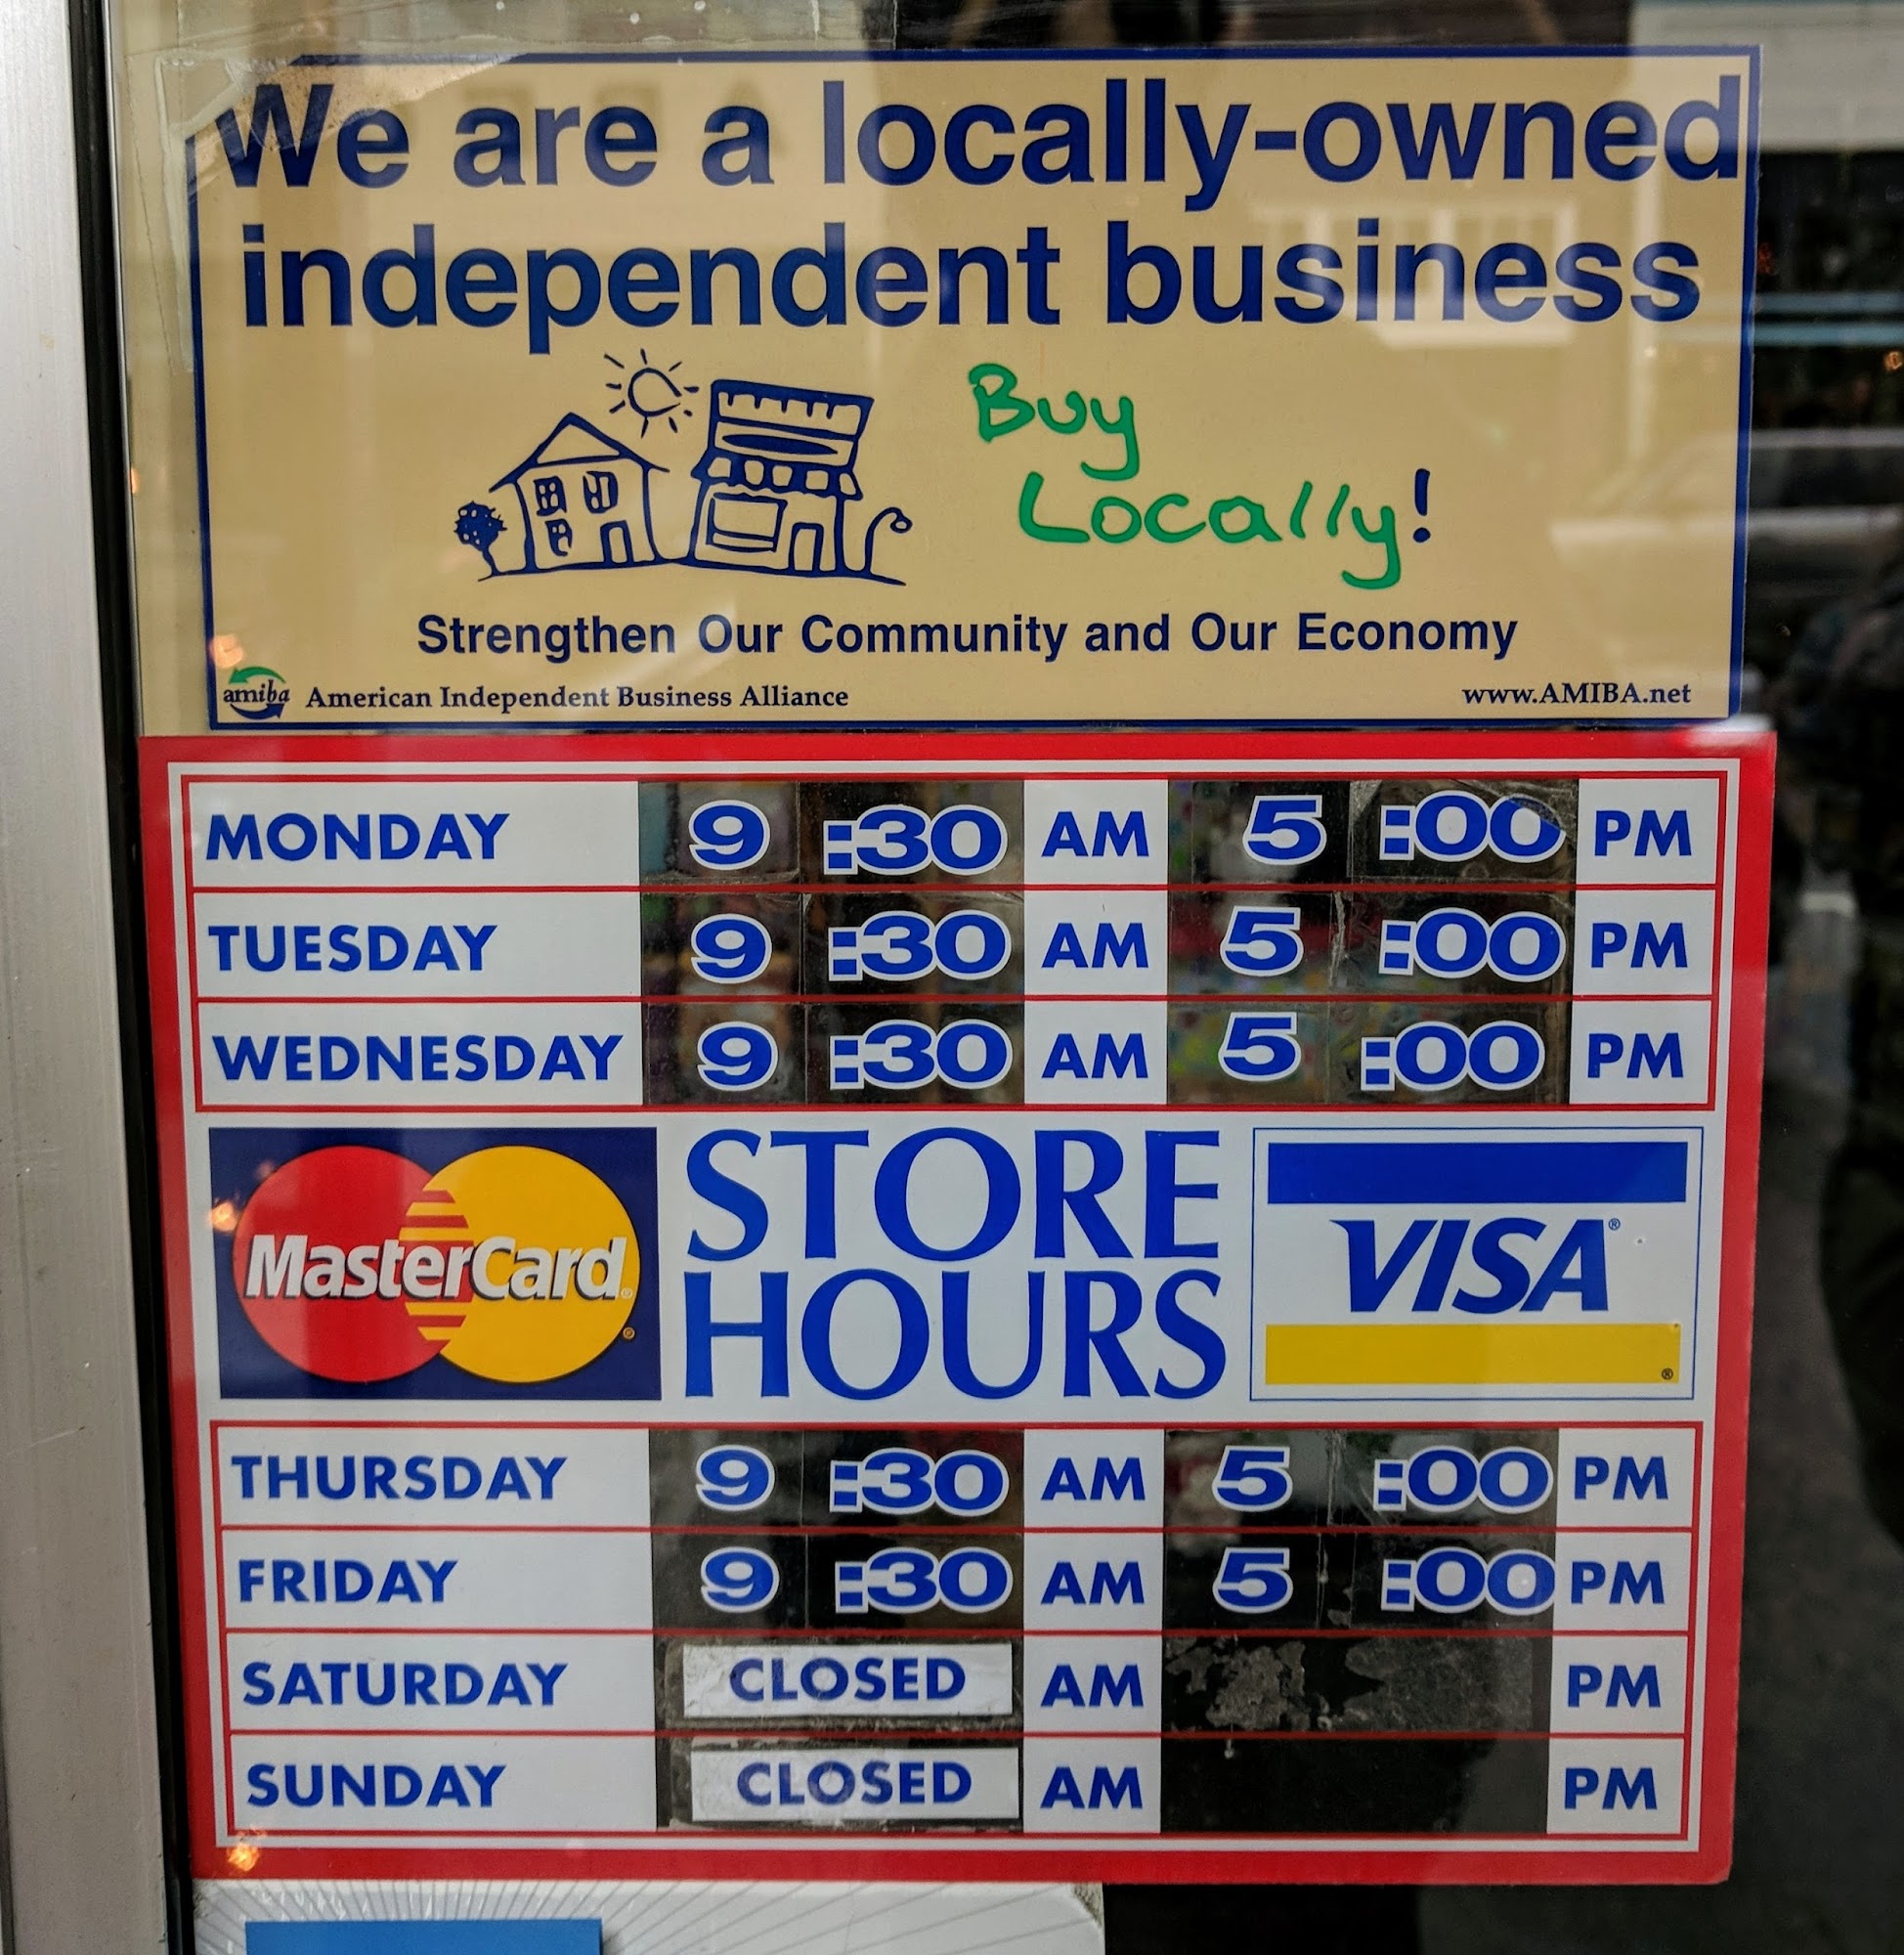 We are a locally-owned
independent business
Buy
Locally!
Strengthen Our Community and Our Economy
amiba American Independent Business Alliance www.AMIBA.net
MONDAY 9 :30 AM 5 :00 PM
TUESDAY 9 :30 AM 5 :00 PM
WEDNESDAY 9 :30 AM 5 :00 PM
MasterCard STORE HOURS VISA
THURSDAY 9 :30 AM 5 :00 PM
FRIDAY 9 :30 AM 5 :00 PM
SATURDAY CLOSED AM PM
SUNDAY CLOSED AM PM